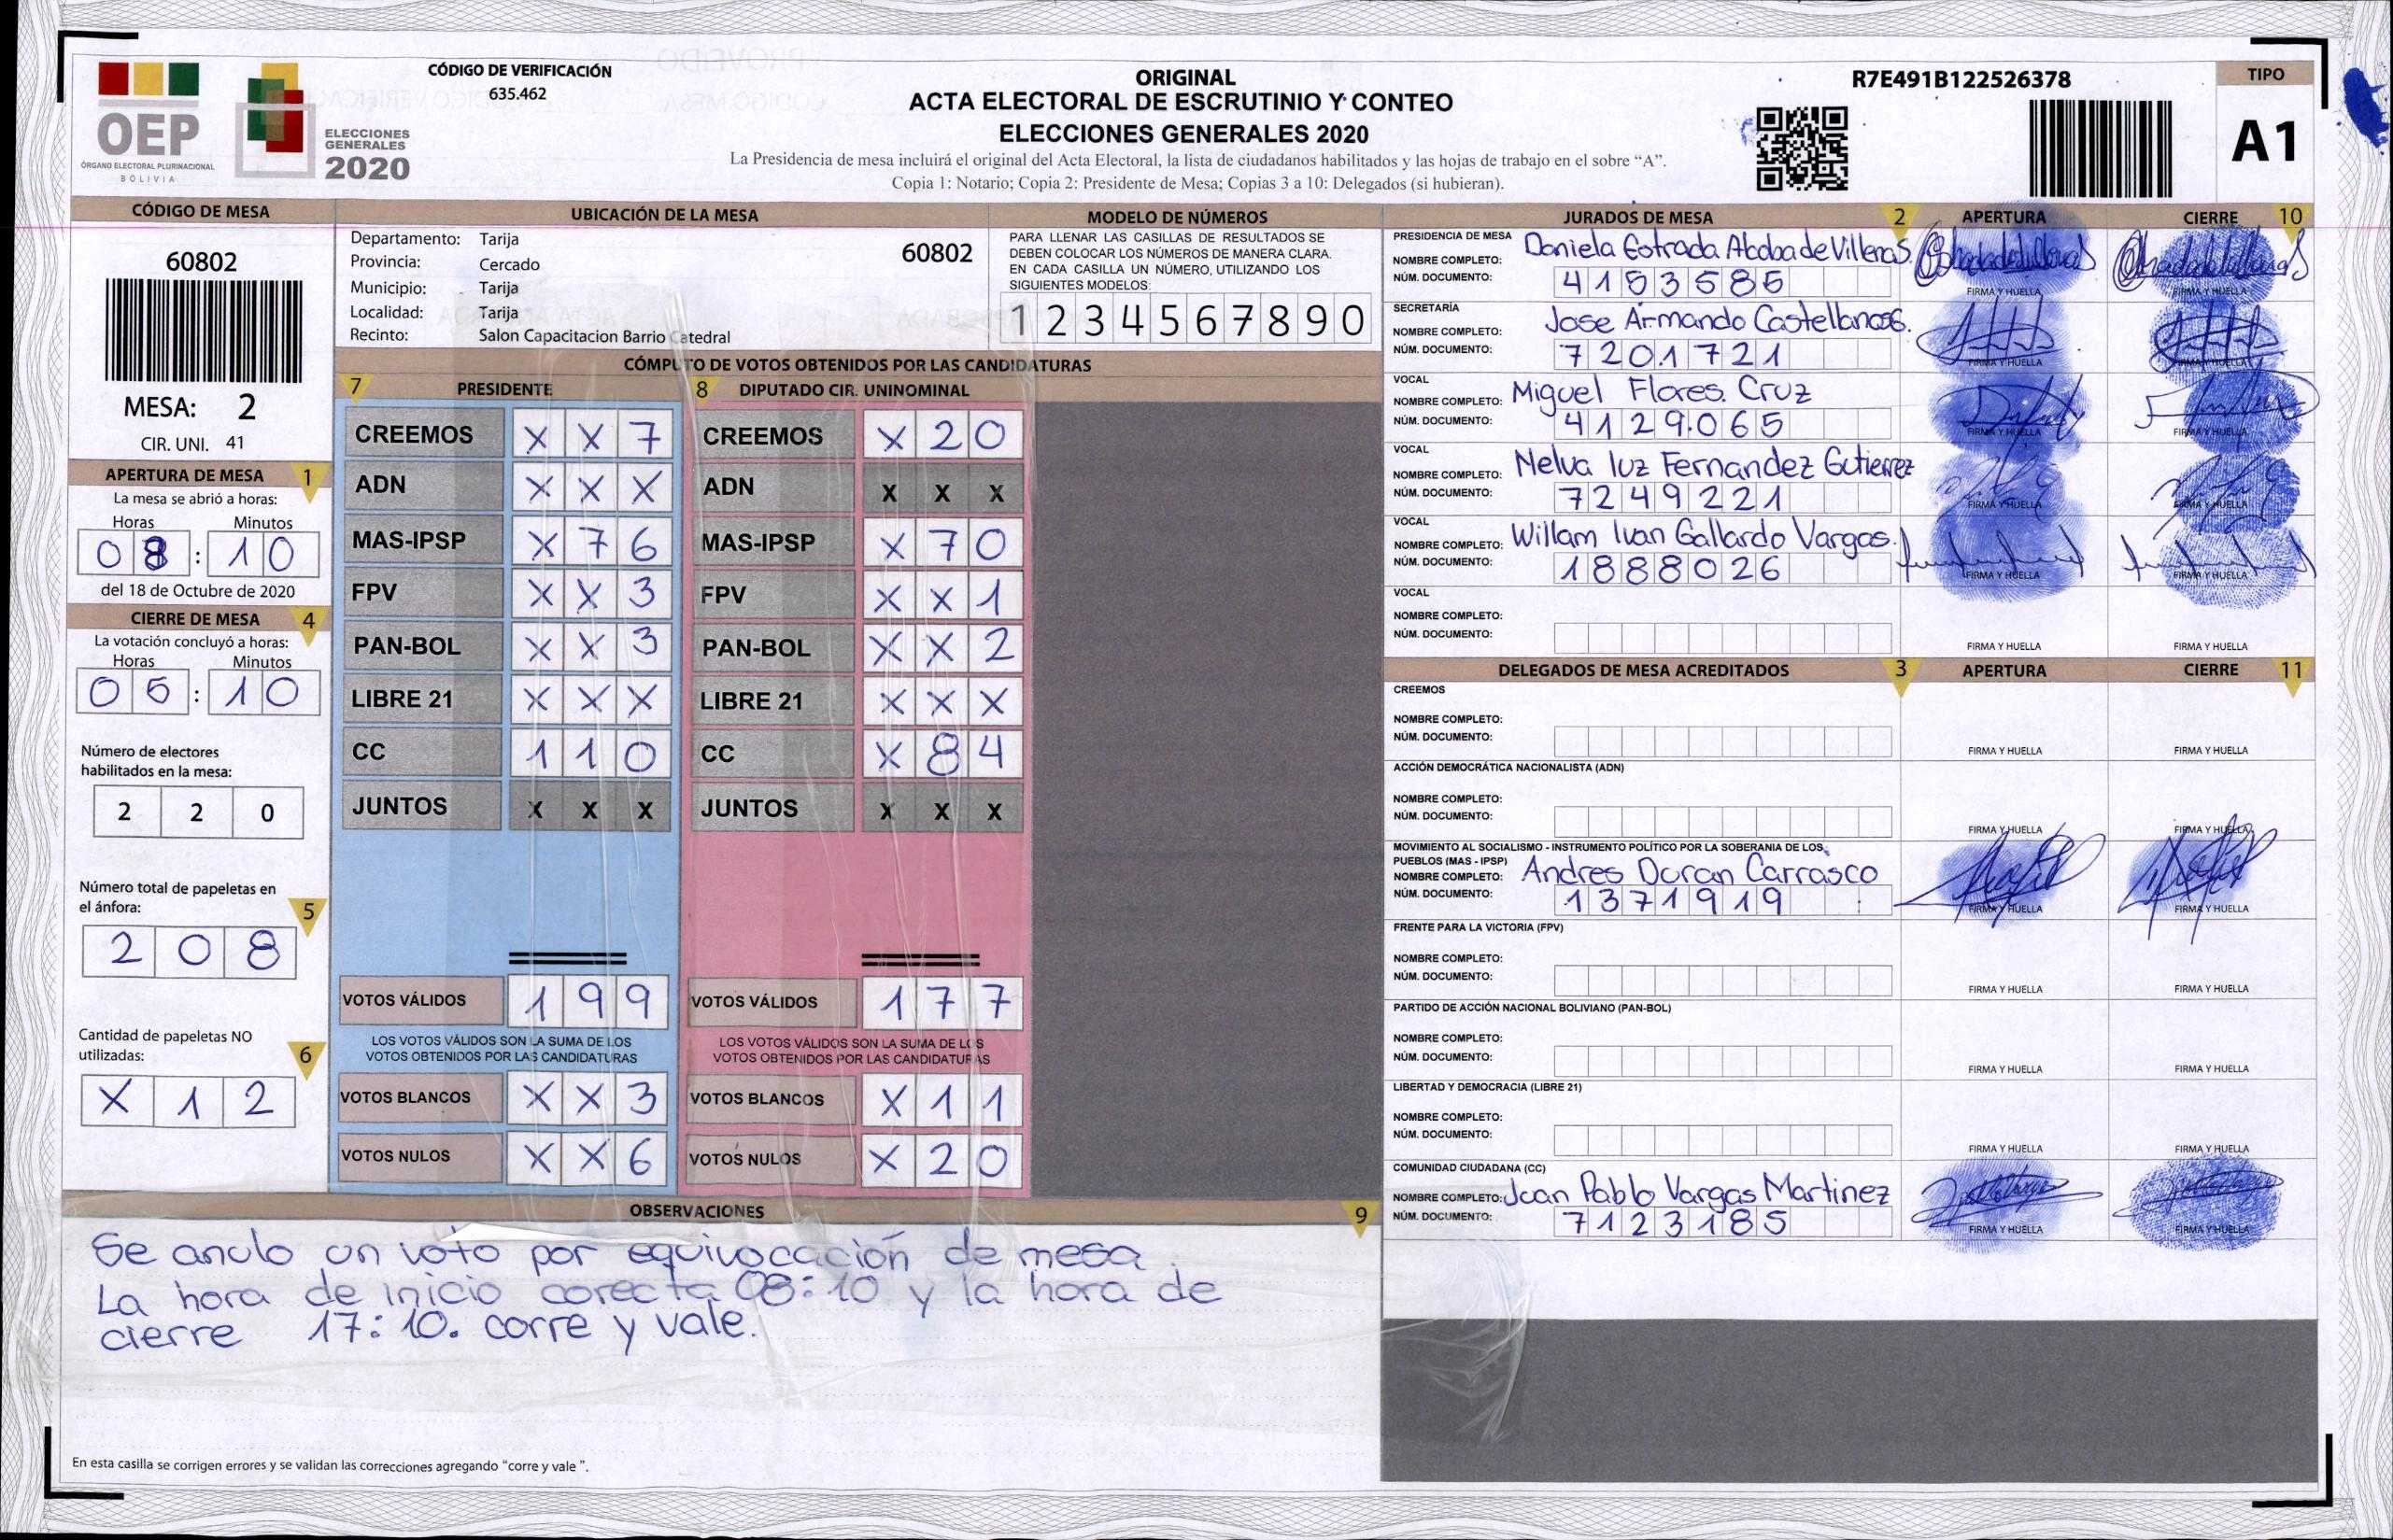 OEP
ÓRGANO ELECTORAL PLURINACIONAL
BOLIVIA
ELECCIONES
GENERALES
2020
CÓDIGO DE VERIFICACIÓN
635.462
ORIGINAL
ACTA ELECTORAL DE ESCRUTINIO Y CONTEO
ELECCIONES GENERALES 2020
La Presidencia de mesa incluirá el original del Acta Electoral, la lista de ciudadanos habilitados y las hojas de trabajo en el sobre “A”.
Copia 1: Notario; Copia 2: Presidente de Mesa; Copias 3 a 10: Delegados (si hubieran).
R7E491B122526378
TIPO
A1
CÓDIGO DE MESA
60802
MESA: 2
CIR. UNI. 41
APERTURA DE MESA 1
La mesa se abrió a horas:
Horas Minutos
08 : 10
del 18 de Octubre de 2020
CIERRE DE MESA 4
La votación concluyó a horas:
Horas Minutos
05 : 10
Número de electores
habilitados en la mesa:
2 2 0
Número total de papeletas en
el ánfora: 5
2 0 8
Cantidad de papeletas NO
utilizadas: 6
X 1 2
UBICACIÓN DE LA MESA
Departamento: Tarija 60802
Provincia: Cercado
Municipio: Tarija
Localidad: Tarija
Recinto: Salon Capacitacion Barrio Catedral
MODELO DE NÚMEROS
PARA LLENAR LAS CASILLAS DE RESULTADOS SE
DEBEN COLOCAR LOS NÚMEROS DE MANERA CLARA.
EN CADA CASILLA UN NÚMERO, UTILIZANDO LOS
SIGUIENTES MODELOS:
1 2 3 4 5 6 7 8 9 0
CÓMPUTO DE VOTOS OBTENIDOS POR LAS CANDIDATURAS
7 PRESIDENTE
CREEMOS X X 7
ADN X X X
MAS-IPSP X 7 6
FPV X X 3
PAN-BOL X X 3
LIBRE 21 X X X
CC 1 1 0
JUNTOS X X X
VOTOS VÁLIDOS 1 9 9
LOS VOTOS VÁLIDOS SON LA SUMA DE LOS
VOTOS OBTENIDOS POR LAS CANDIDATURAS
VOTOS BLANCOS X X 3
VOTOS NULOS X X 6
8 DIPUTADO CIR. UNINOMINAL
CREEMOS X 2 0
ADN X X X
MAS-IPSP X 7 0
FPV X X 1
PAN-BOL X X 2
LIBRE 21 X X X
CC X 8 4
JUNTOS X X X
VOTOS VÁLIDOS 1 7 7
LOS VOTOS VÁLIDOS SON LA SUMA DE LOS
VOTOS OBTENIDOS POR LAS CANDIDATURAS
VOTOS BLANCOS X 1 1
VOTOS NULOS X 2 0
OBSERVACIONES 9
Se anulo un voto por equivocación de mesa.
La hora de inicio corecta 08:10 y la hora de
cierre 17:10. corre y vale.
En esta casilla se corrigen errores y se validan las correcciones agregando “corre y vale ”.
JURADOS DE MESA 2 APERTURA CIERRE 10
PRESIDENCIA DE MESA
NOMBRE COMPLETO: Daniela Estrada de Villenas.
NÚM. DOCUMENTO: 4153585
FIRMA Y HUELLA FIRMA Y HUELLA
SECRETARÍA
NOMBRE COMPLETO: Jose Armando Castellanos.
NÚM. DOCUMENTO: 7201721
FIRMA Y HUELLA FIRMA Y HUELLA
VOCAL
NOMBRE COMPLETO: Miguel Flores Cruz
NÚM. DOCUMENTO: 4129065
FIRMA Y HUELLA FIRMA Y HUELLA
VOCAL
NOMBRE COMPLETO: Nelva luz Fernandez Gutierrez
NÚM. DOCUMENTO: 7249221
FIRMA Y HUELLA FIRMA Y HUELLA
VOCAL
NOMBRE COMPLETO: Willam Ivan Gallardo Vargas.
NÚM. DOCUMENTO: 1888026
FIRMA Y HUELLA FIRMA Y HUELLA
VOCAL
NOMBRE COMPLETO:
NÚM. DOCUMENTO:
FIRMA Y HUELLA FIRMA Y HUELLA
DELEGADOS DE MESA ACREDITADOS 3 APERTURA CIERRE 11
CREEMOS
NOMBRE COMPLETO:
NÚM. DOCUMENTO:
FIRMA Y HUELLA FIRMA Y HUELLA
ACCIÓN DEMOCRÁTICA NACIONALISTA (ADN)
NOMBRE COMPLETO:
NÚM. DOCUMENTO:
FIRMA Y HUELLA FIRMA Y HUELLA
MOVIMIENTO AL SOCIALISMO - INSTRUMENTO POLÍTICO POR LA SOBERANIA DE LOS
PUEBLOS (MAS - IPSP)
NOMBRE COMPLETO: Andres Duran Carrasco
NÚM. DOCUMENTO: 1371919
FIRMA Y HUELLA FIRMA Y HUELLA
FRENTE PARA LA VICTORIA (FPV)
NOMBRE COMPLETO:
NÚM. DOCUMENTO:
FIRMA Y HUELLA FIRMA Y HUELLA
PARTIDO DE ACCIÓN NACIONAL BOLIVIANO (PAN-BOL)
NOMBRE COMPLETO:
NÚM. DOCUMENTO:
FIRMA Y HUELLA FIRMA Y HUELLA
LIBERTAD Y DEMOCRACIA (LIBRE 21)
NOMBRE COMPLETO:
NÚM. DOCUMENTO:
FIRMA Y HUELLA FIRMA Y HUELLA
COMUNIDAD CIUDADANA (CC)
NOMBRE COMPLETO: Juan Pablo Vargas Martinez
NÚM. DOCUMENTO: 7123185
FIRMA Y HUELLA FIRMA Y HUELLA